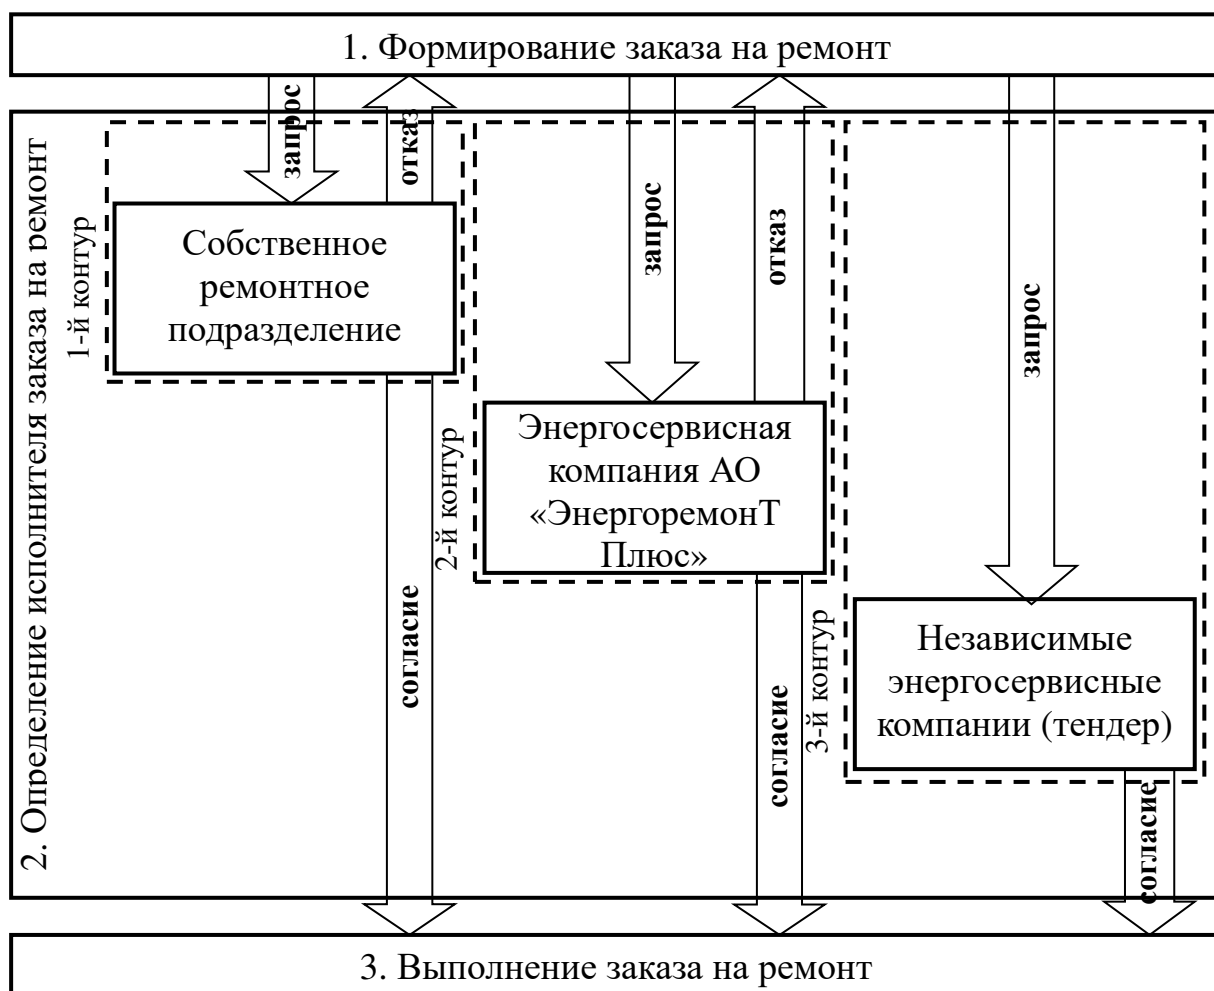 1. Формирование заказа на ремонт
2. Определение исполнителя заказа на ремонт
1-й контур
запрос
отказ
Собственное
ремонтное
подразделение
согласие
2-й контур
запрос
отказ
Энергосервисная
компания АО
«ЭнергоремонТ
Плюс»
согласие
3-й контур
запрос
Независимые
энергосервисные
компании (тендер)
согласие
3. Выполнение заказа на ремонт